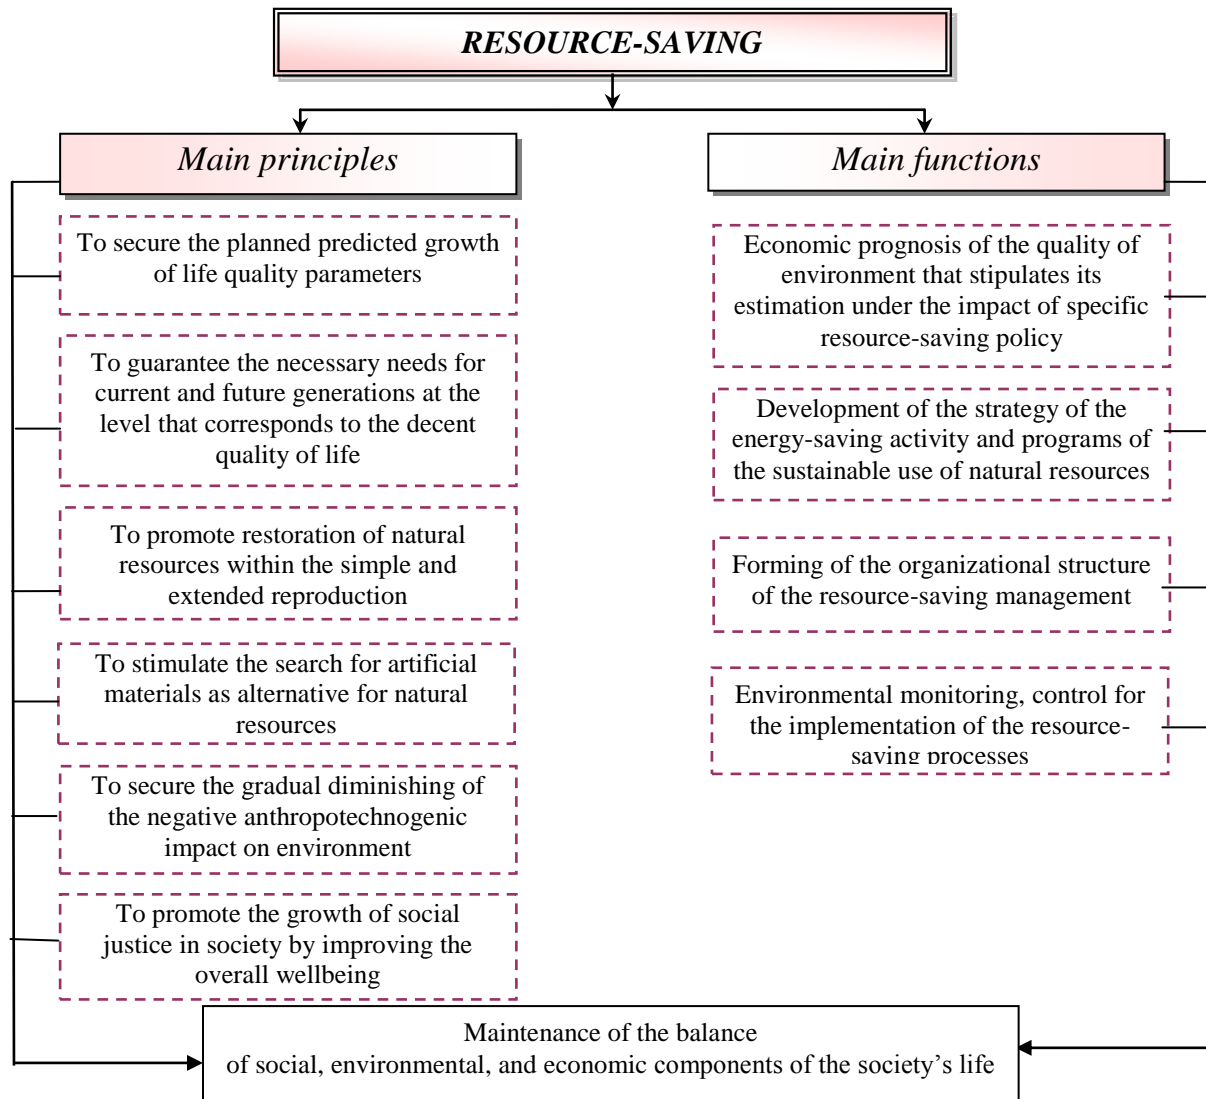 RESOURCE-SAVING
Main principles
To secure the planned predicted growth
of life quality parameters
To guarantee the necessary needs for
current and future generations at the
level that corresponds to the decent
quality of life
To promote restoration of natural
resources within the simple and
extended reproduction
To stimulate the search for artificial
materials as alternative for natural
resources
To secure the gradual diminishing of
the negative anthropotechnogenic
impact on environment
To promote the growth of social
justice in society by improving the
overall wellbeing
Main functions
Economic prognosis of the quality of
environment that stipulates its
estimation under the impact of specific
resource-saving policy
Development of the strategy of the
energy-saving activity and programs of
the sustainable use of natural resources
Forming of the organizational structure
of the resource-saving management
Environmental monitoring, control for
the implementation of the resource-
saving processes
Maintenance of the balance
of social, environmental, and economic components of the society’s life